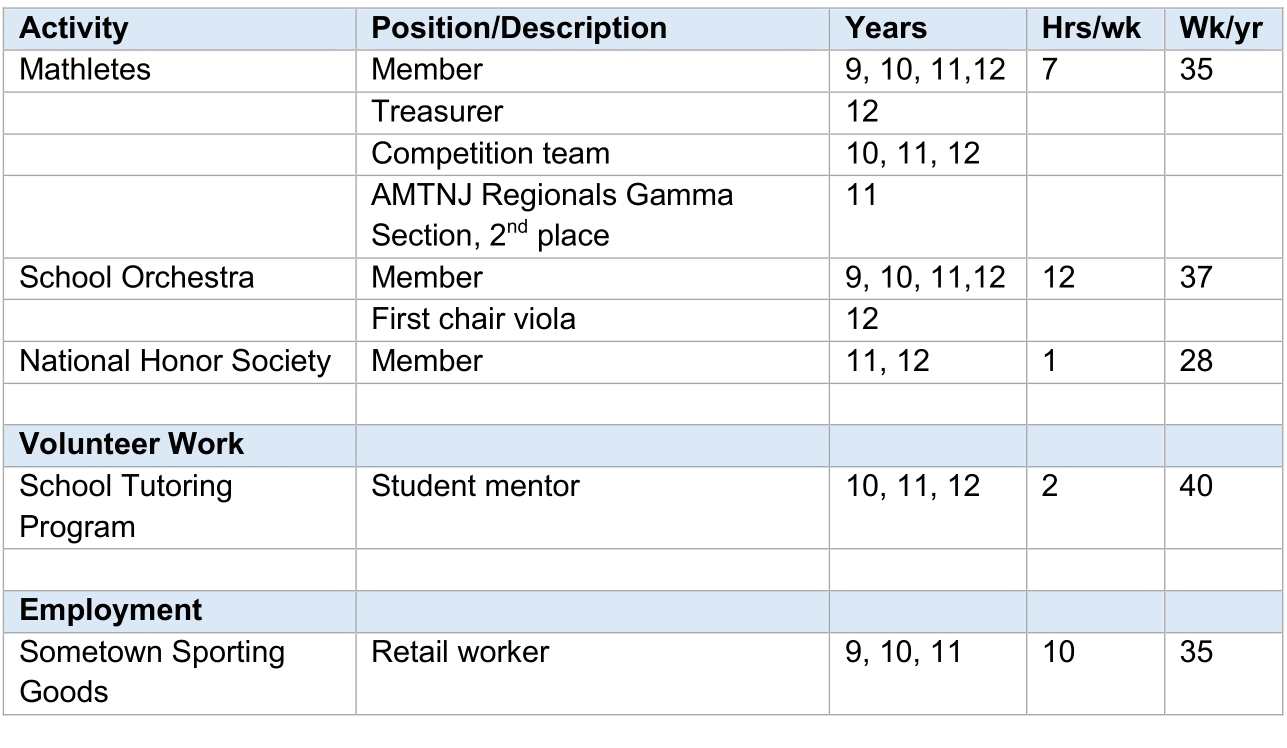 Activity Position/Description Years Hrs/wk Wk/yr
Mathletes Member 9, 10, 11,12 7 35
Treasurer 12
Competition team 10, 11, 12
AMTNJ Regionals Gamma 11
Section, 2nd place
School Orchestra Member 9, 10, 11,12 12 37
First chair viola 12
National Honor Society Member 11, 12 1 28
Volunteer Work
School Tutoring Student mentor 10, 11, 12 2 40
Program
Employment
Sometown Sporting Retail worker 9, 10, 11 10 35
Goods